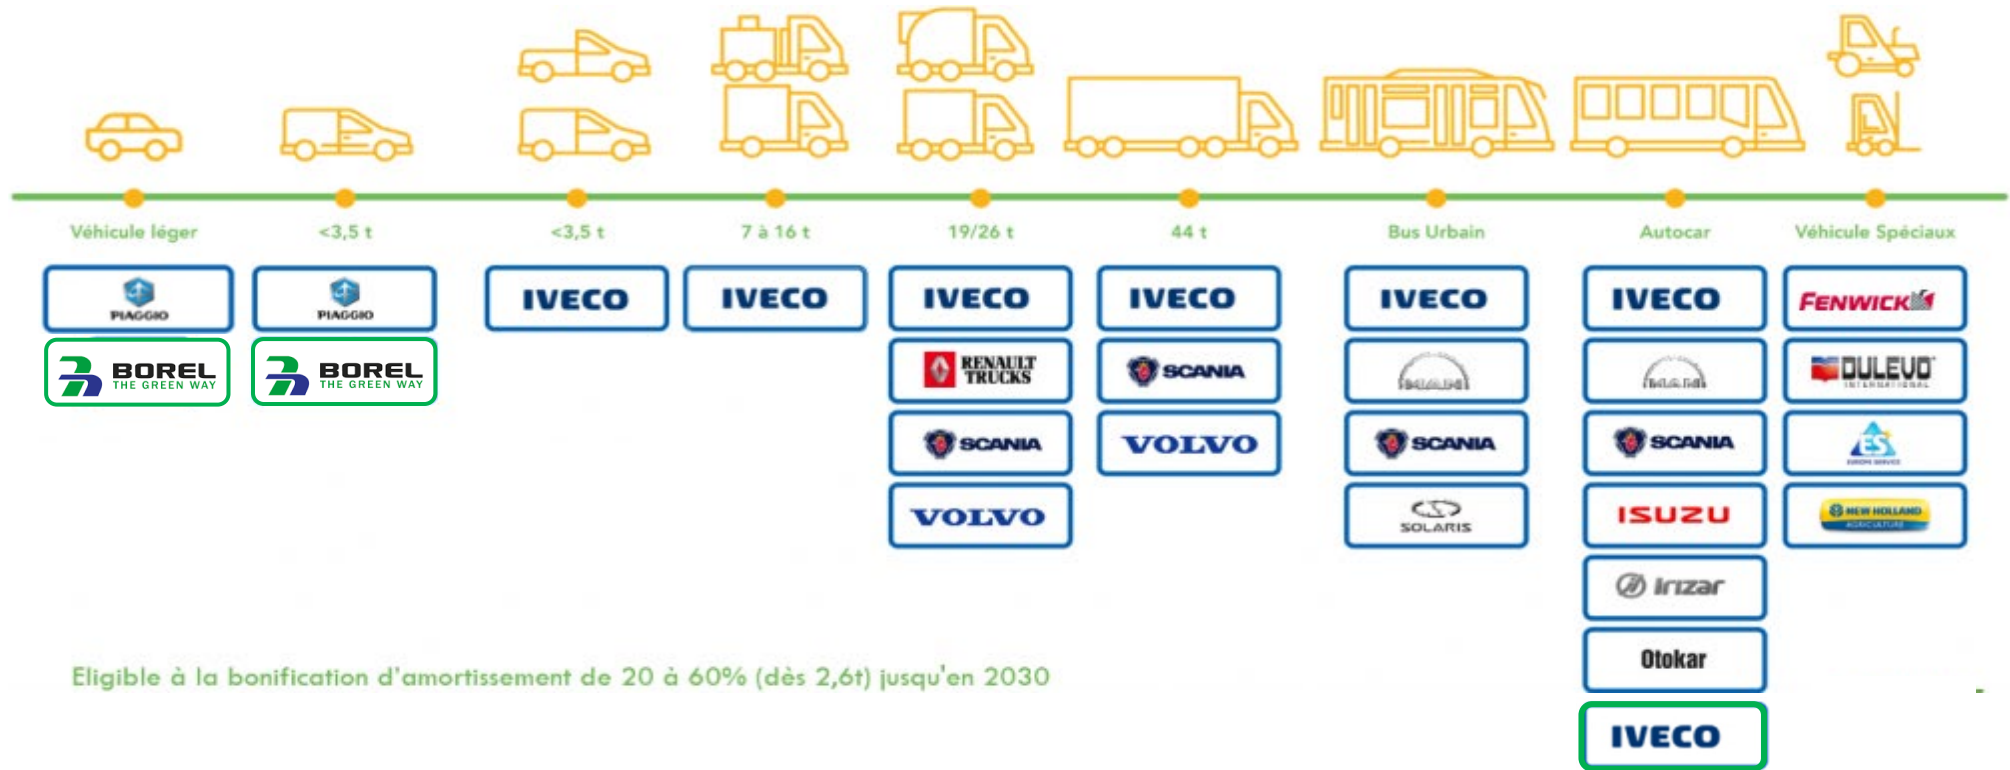 Véhicule léger
<3,5 t
<3,5 t
7 à 16 t
19/26 t
44 t
Bus Urbain
Autocar
Véhicule Spéciaux
PIAGGIO
PIAGGIO
IVECO
IVECO
IVECO
IVECO
IVECO
IVECO
FENWICK
BOREL
THE GREEN WAY
BOREL
THE GREEN WAY
RENAULT
TRUCKS
SCANIA
MAN
MAN
DULEVO
INTERNATIONAL
SCANIA
VOLVO
SCANIA
SCANIA
ES
EUROPE SERVICE
VOLVO
SOLARIS
ISUZU
NEW HOLLAND
AGRICULTURE
Irizar
Otokar
Eligible à la bonification d'amortissement de 20 à 60% (dès 2,6t) jusqu'en 2030
IVECO